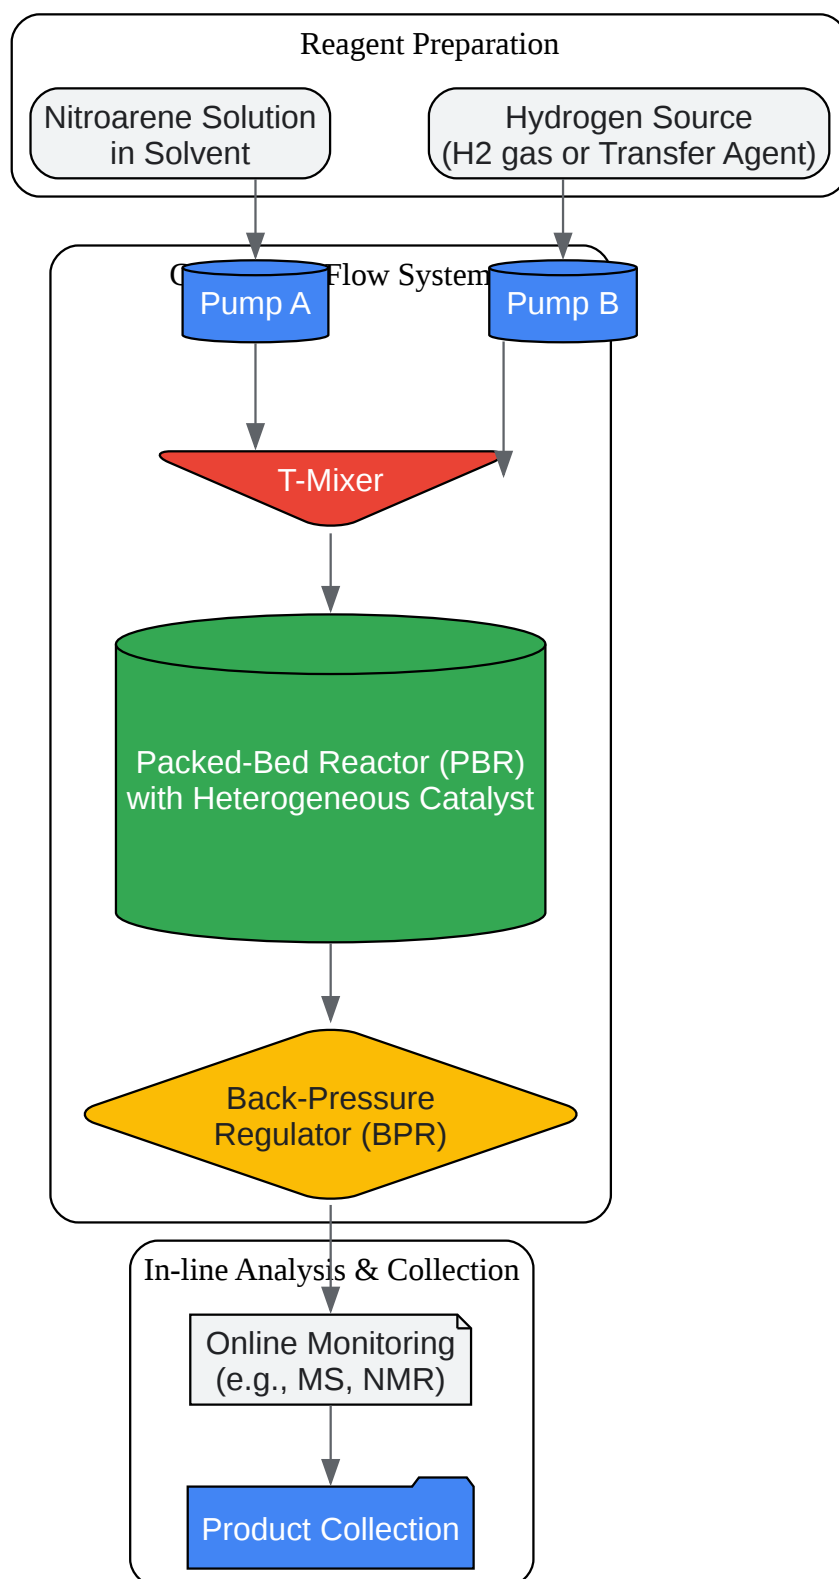 Reagent Preparation
Nitroarene Solution
in Solvent
Hydrogen Source
(H2 gas or Transfer Agent)
Flow System
Pump A
Pump B
T-Mixer
Packed-Bed Reactor (PBR)
with Heterogeneous Catalyst
Back-Pressure
Regulator (BPR)
In-line Analysis & Collection
Online Monitoring
(e.g., MS, NMR)
Product Collection